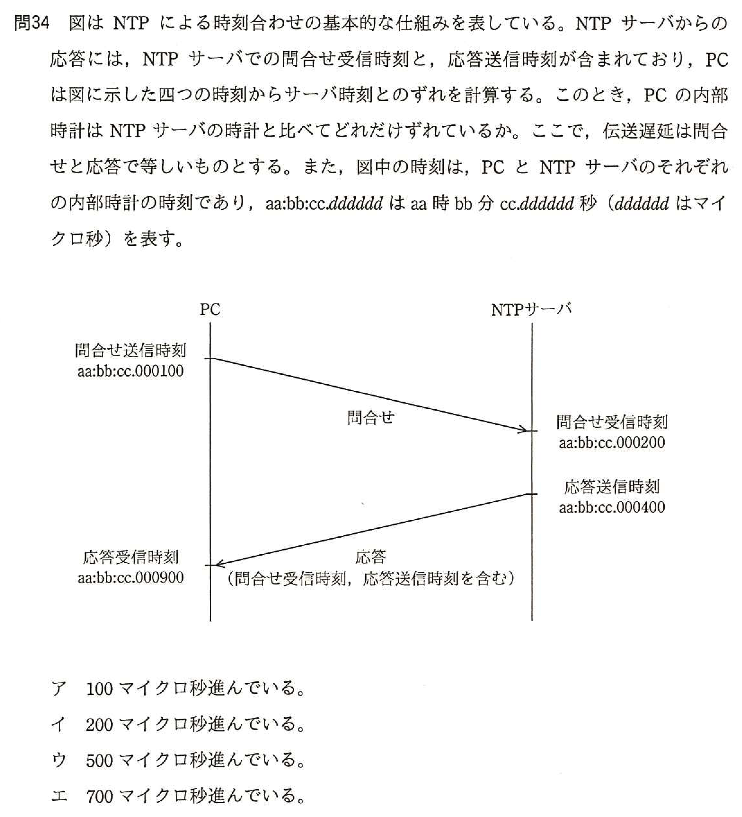 問34 図は NTP による時刻合わせの基本的な仕組みを表している。NTP サーバからの
応答には，NTP サーバでの問合せ受信時刻と，応答送信時刻が含まれており，PC
は図に示した四つの時刻からサーバ時刻とのずれを計算する。このとき，PC の内部
時計は NTP サーバの時計と比べてどれだけずれているか。ここで，伝送遅延は問合
せと応答で等しいものとする。また，図中の時刻は，PC と NTP サーバのそれぞれ
の内部時計の時刻であり，aa:bb:cc.dddddd は aa 時 bb 分 cc.dddddd 秒（dddddd はマイ
クロ秒）を表す。
PC
NTPサーバ
問合せ送信時刻
aa:bb:cc.000100
問合せ
問合せ受信時刻
aa:bb:cc.000200
応答送信時刻
aa:bb:cc.000400
応答受信時刻
aa:bb:cc.000900
応答
（問合せ受信時刻，応答送信時刻を含む）
ア 100 マイクロ秒進んでいる。
イ 200 マイクロ秒進んでいる。
ウ 500 マイクロ秒進んでいる。
エ 700 マイクロ秒進んでいる。